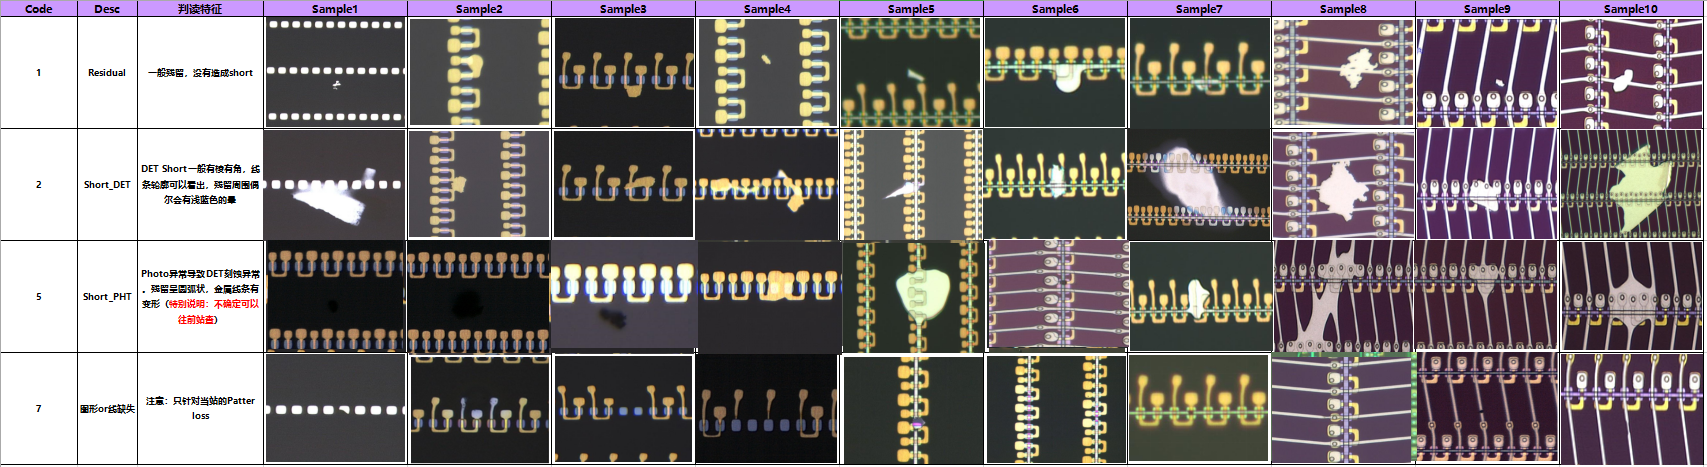 Code Desc 判读特征 Sample1 Sample2 Sample3 Sample4 Sample5 Sample6 Sample7 Sample8 Sample9 Sample10
1 Residual 一般残留，没有造成short
2 Short_DET DET Short一般有棱有角，线
条轮廓可以看出，残留周围偶
尔会有浅蓝色的晕
5 Short_PHT Photo异常导致DET刻蚀异常
，残留呈圆弧状，金属线条有
变形（特别说明：不确定可以
往前站查）
7 图形or线缺失 注意：只针对当站的Patter
loss